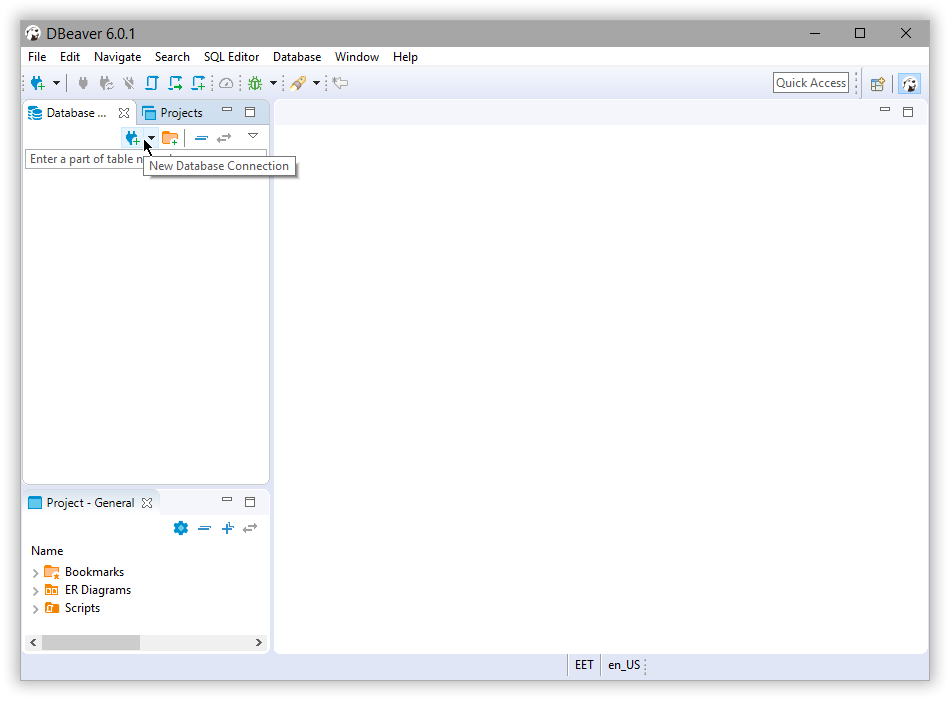 DBeaver 6.0.1
File Edit Navigate Search SQL Editor Database Window Help
Quick Access
Database ... Projects
Enter a part of table n
New Database Connection
Project - General
Name
Bookmarks
ER Diagrams
Scripts
EET en_US